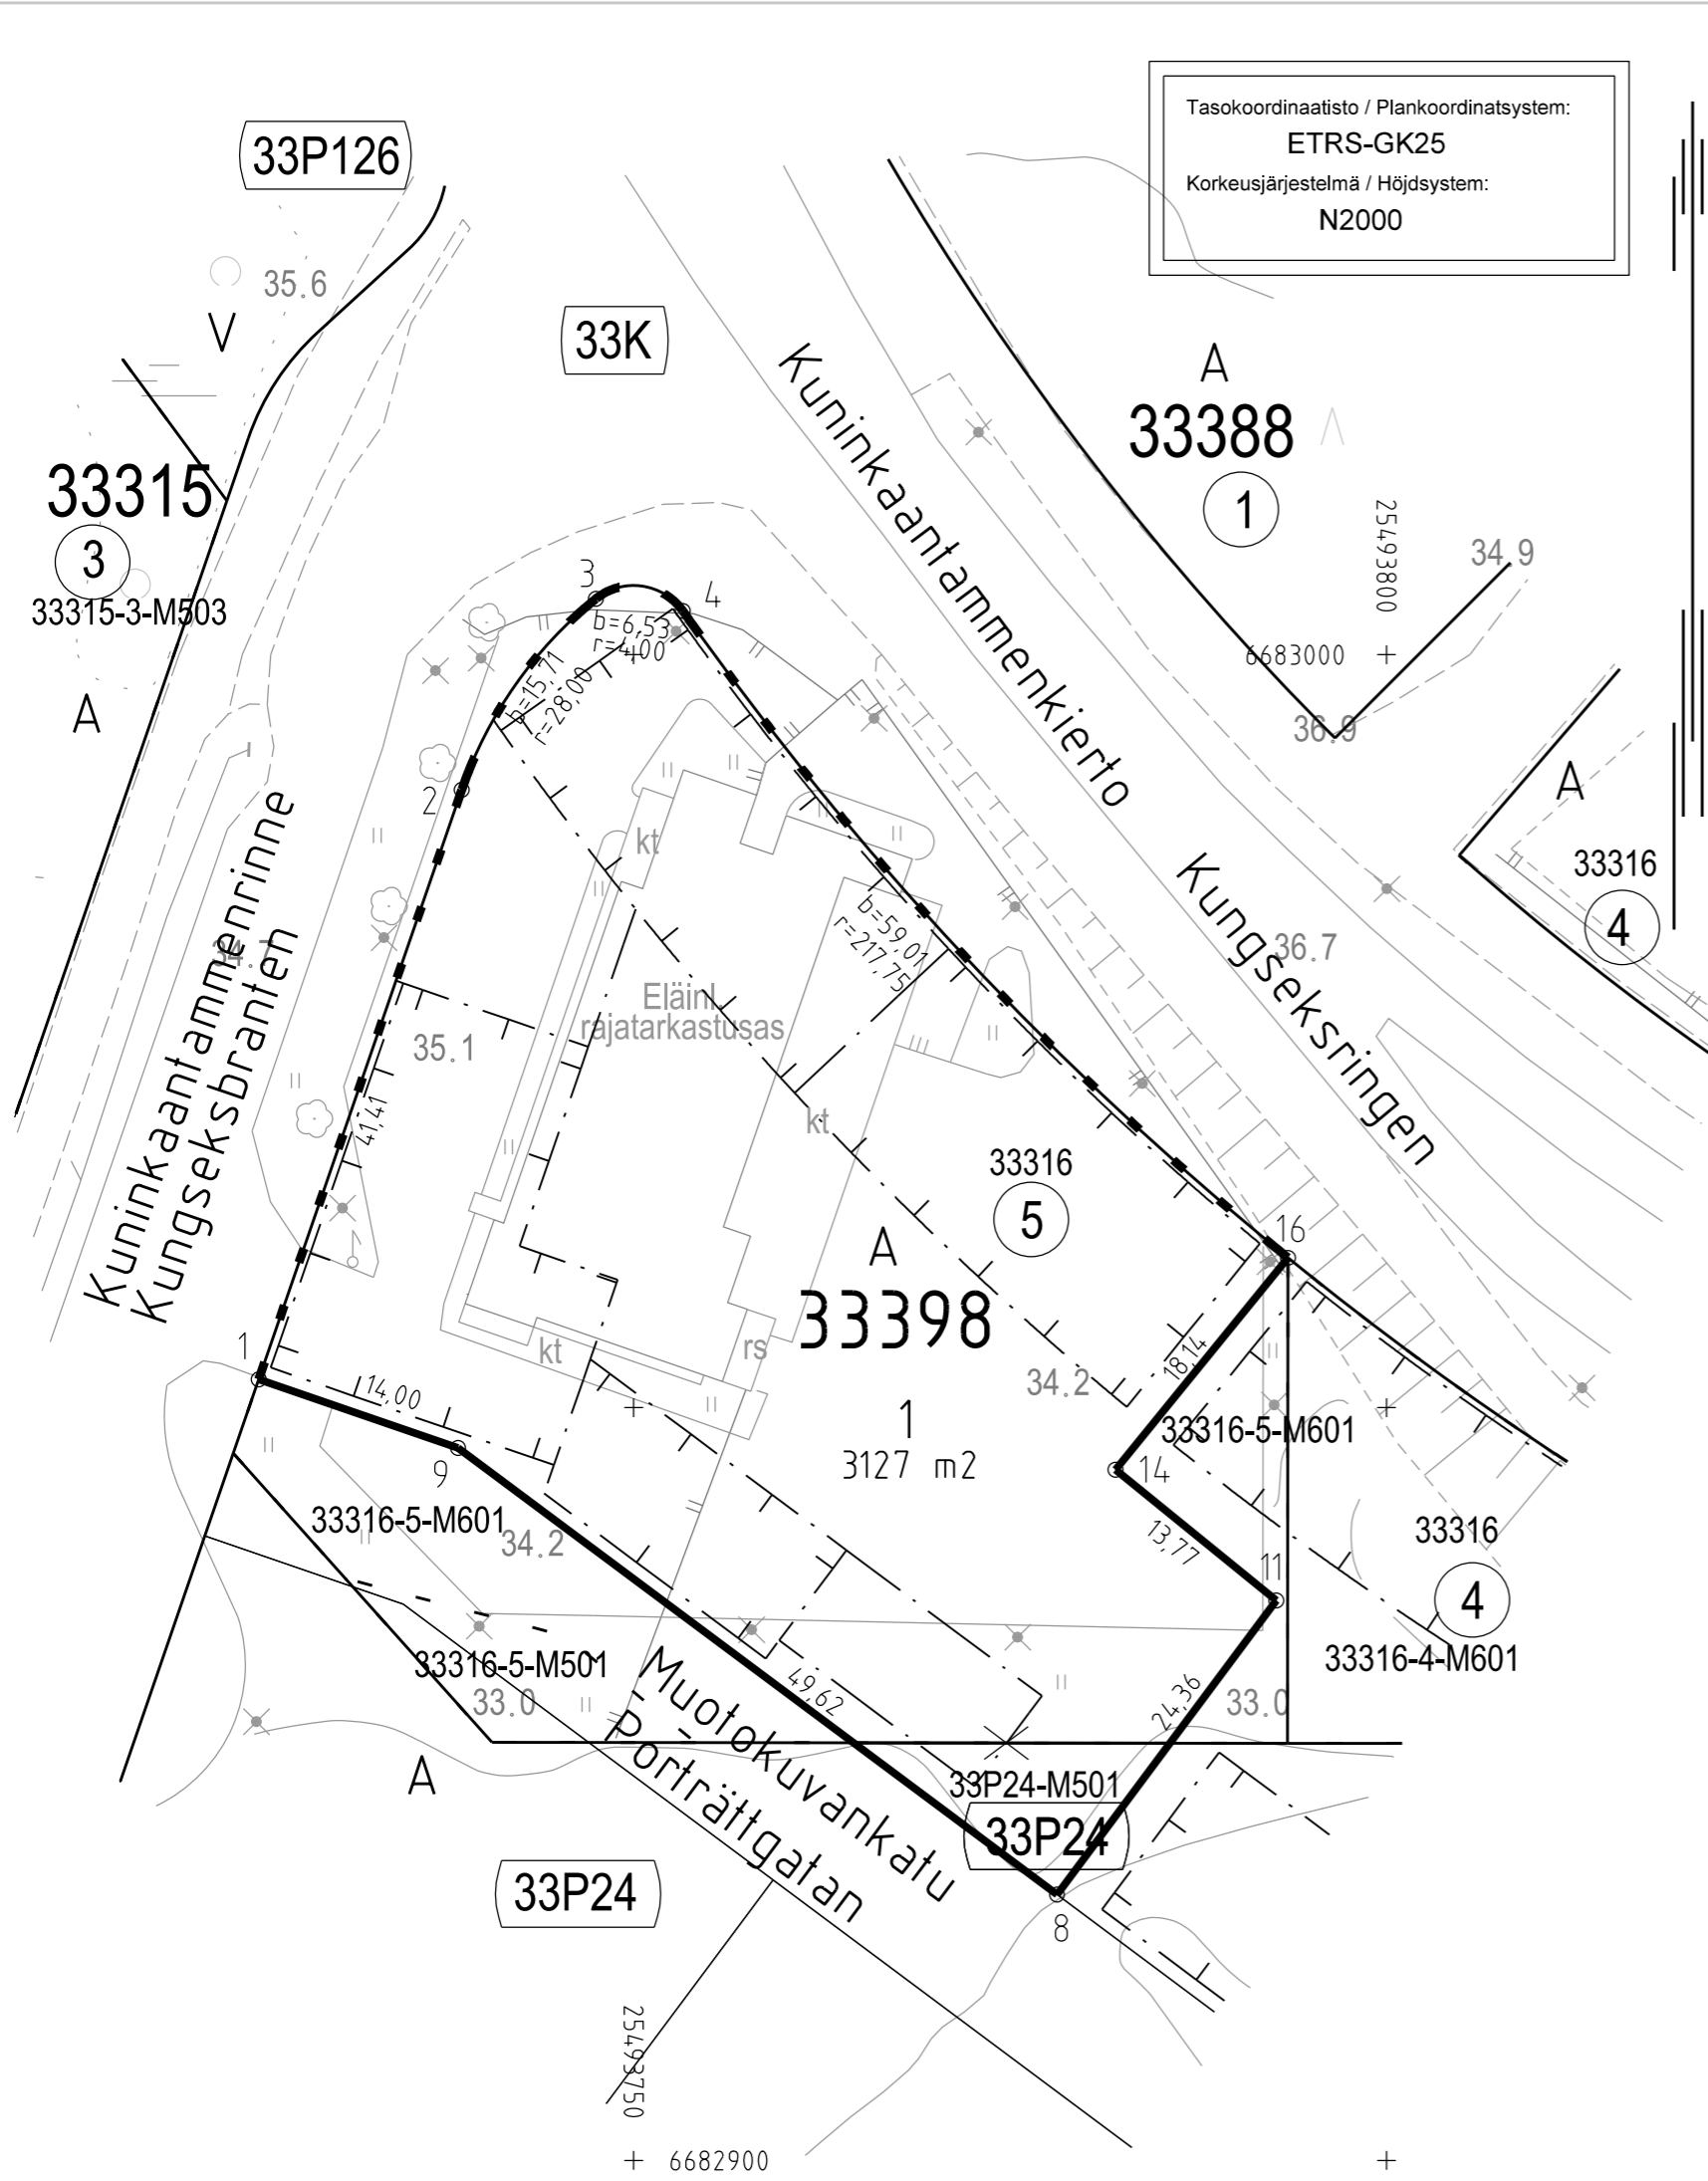 Tasokoordinaatisto / Plankoordinatsystem:
ETRS-GK25
Korkeusjärjestelmä / Höjdsystem:
N2000
33P126
35.6
V
33K
A
33388
1
33315
3
33315-3-M503
A
25493800
34.9
6683000
36.9
A
33316
4
Kuninkaantammenkierto
Kungseksringen
36.7
3
4
b=6,53
r=4,00
b=15,71
r=28,00
2
kt
b=59,01
r=217,75
Eläinl.
rajatarkastusas
34.7
35.1
Kuninkaantammenrinne
Kungseksbranten
41,41
kt
33316
5
A
33398
16
1
14,00
kt
rs
34.2
18,14
1
3127 m2
33316-5-M601
14
9
33316-5-M601
34.2
13,77
11
33316
4
33316-4-M601
33316-5-M501
33.0
49,62
24,36
33.0
Muotokuvankatu
Porträttgatan
A
33P24-M501
33P24
33P24
8
25493750
6682900